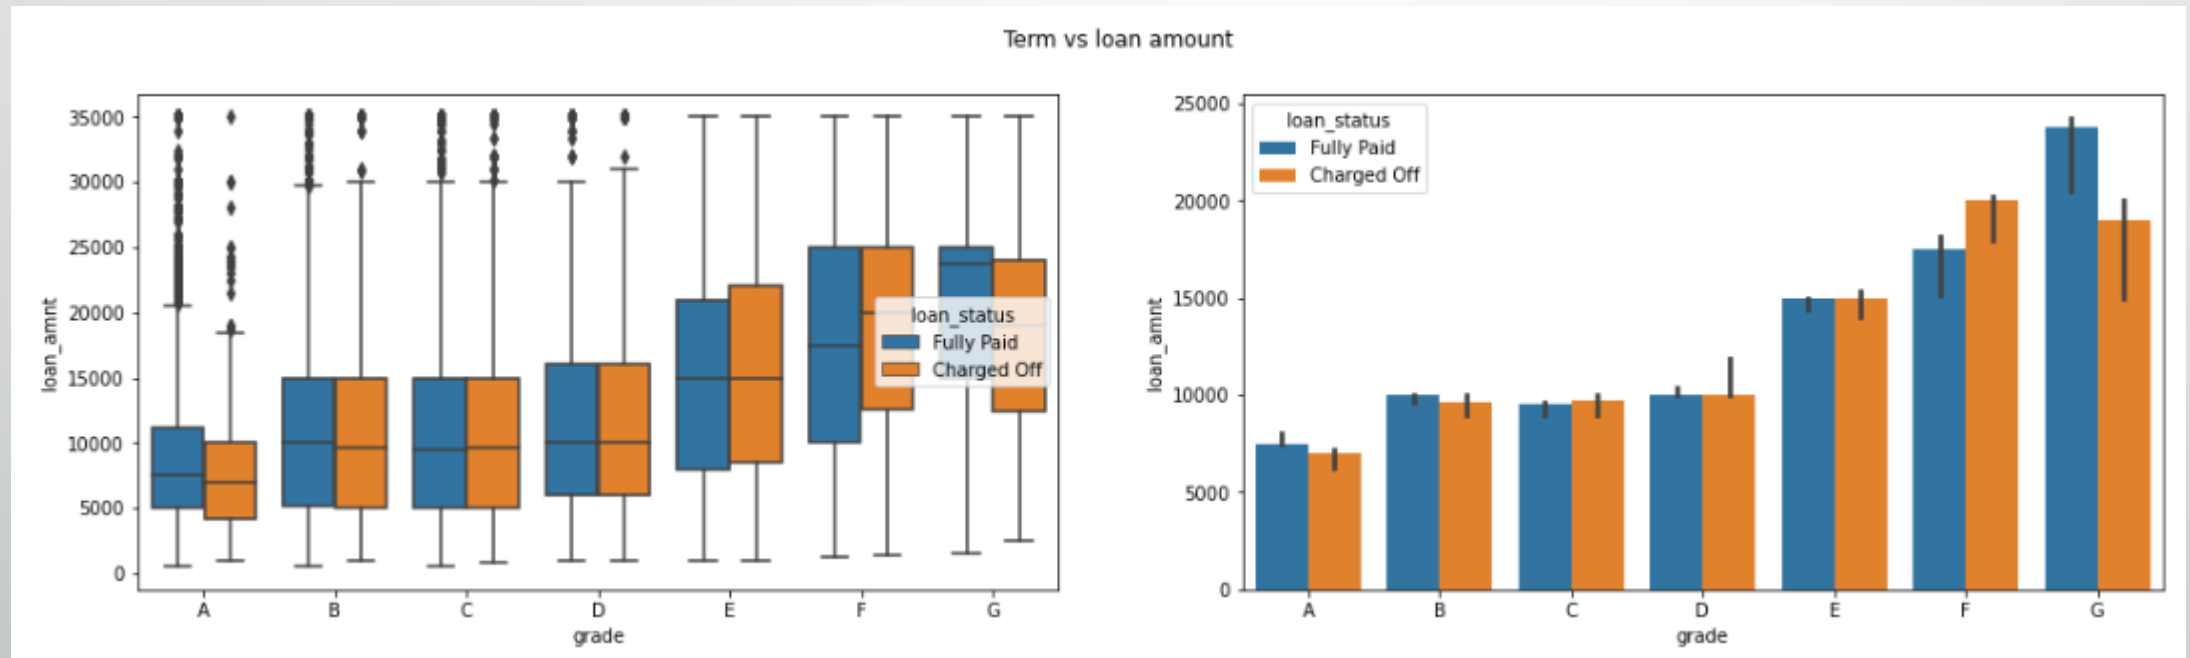 Term vs loan amount
35000
30000
25000
20000
15000
10000
5000
0
loan_amnt
loan_status
Fully Paid
Charged Off
A B C D E F G
grade
25000
20000
15000
10000
5000
0
loan_amnt
loan_status
Fully Paid
Charged Off
A B C D E F G
grade